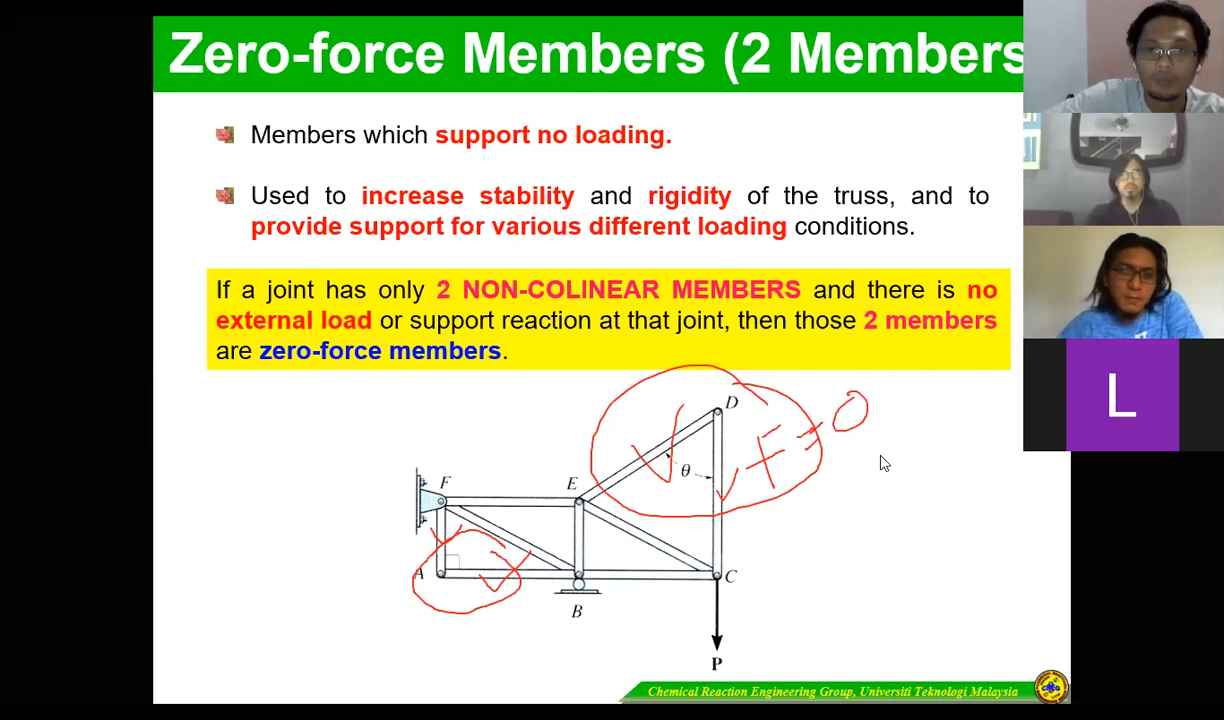 Zero-force Members (2 Members
Members which support no loading.
Used to increase stability and rigidity of the truss, and to
provide support for various different loading conditions.
If a joint has only 2 NON-COLINEAR MEMBERS and there is no
external load or support reaction at that joint, then those 2 members
are zero-force members.
D
F = 0
θ
F
E
A
C
B
P
Chemical Reaction Engineering Group, Universiti Teknologi Malaysia
L